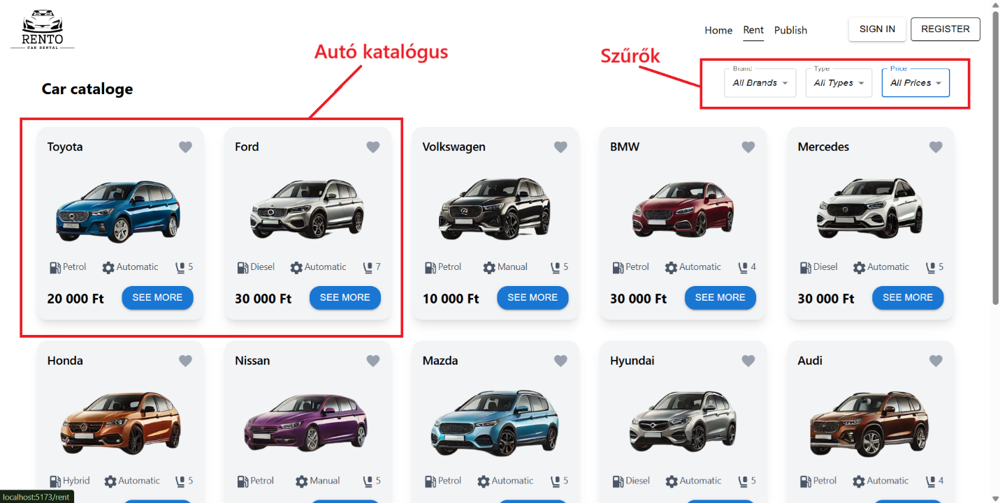 RENTO
CAR RENTAL
Home Rent Publish SIGN IN REGISTER
Autó katalógus
Szűrők
Car cataloge
Brand Type Price
All Brands All Types All Prices
Toyota Ford Volkswagen BMW Mercedes
Petrol Automatic 5 Diesel Automatic 7 Petrol Manual 5 Petrol Automatic 4 Diesel Automatic 5
20 000 Ft SEE MORE 30 000 Ft SEE MORE 10 000 Ft SEE MORE 30 000 Ft SEE MORE 30 000 Ft SEE MORE
Honda Nissan Mazda Hyundai Audi
Hybrid Automatic 5 Petrol Manual 5 Petrol Automatic 5 Diesel Automatic 5 Petrol Automatic 4
localhost:5173/rent